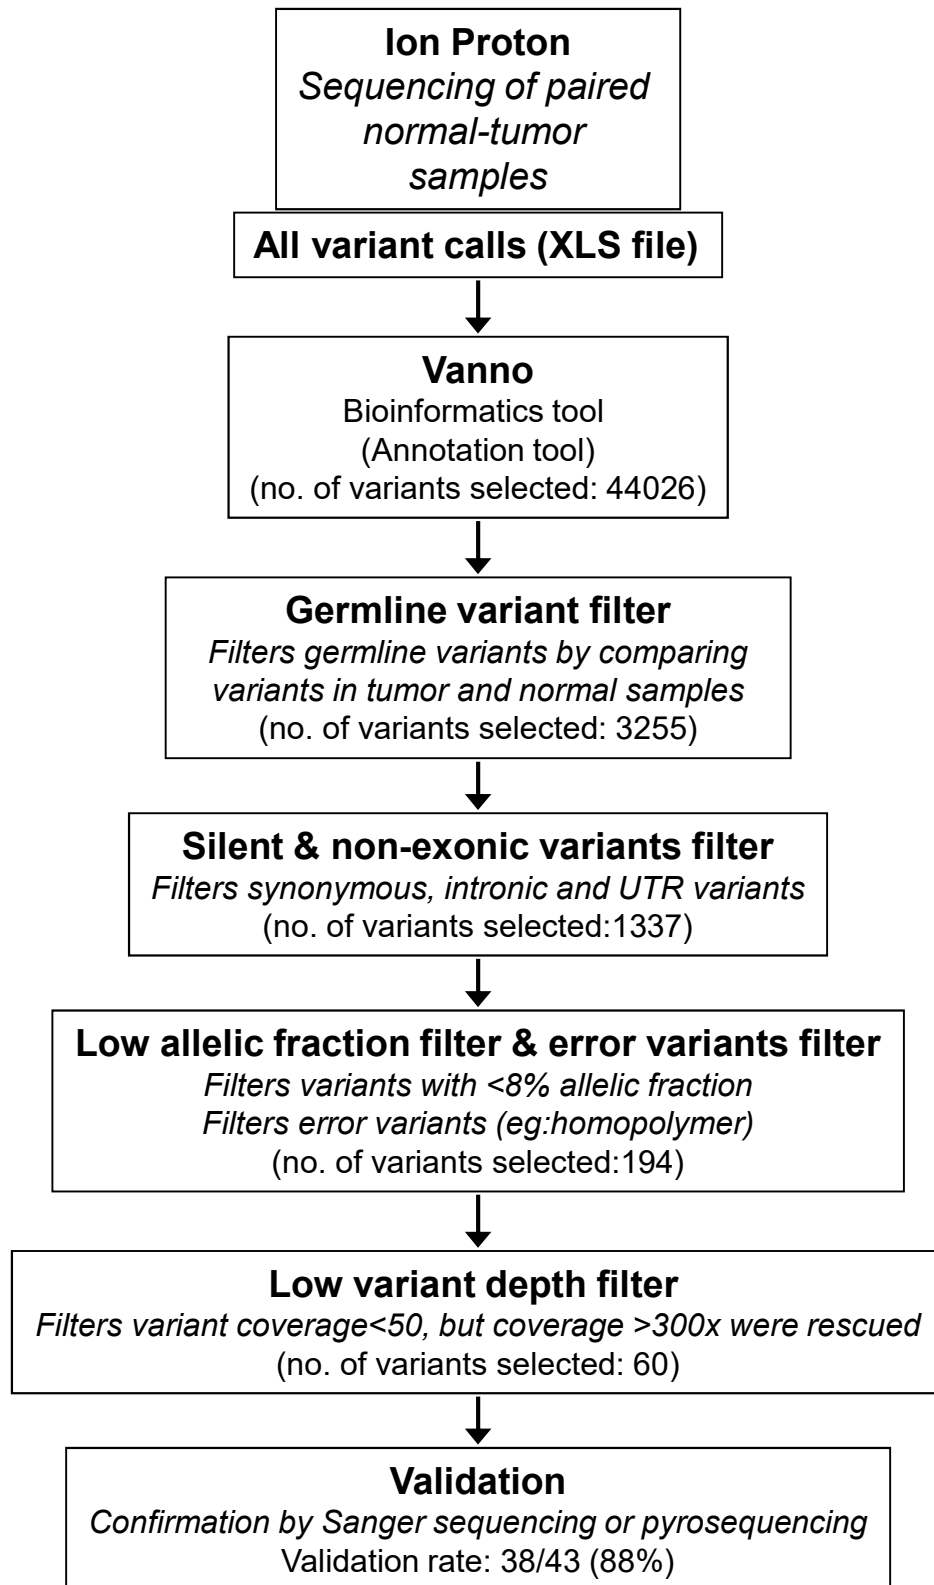 Ion Proton
Sequencing of paired
normal-tumor
samples
All variant calls (XLS file)
Vanno
Bioinformatics tool
(Annotation tool)
(no. of variants selected: 44026)
Germline variant filter
Filters germline variants by comparing
variants in tumor and normal samples
(no. of variants selected: 3255)
Silent & non-exonic variants filter
Filters synonymous, intronic and UTR variants
(no. of variants selected:1337)
Low allelic fraction filter & error variants filter
Filters variants with <8% allelic fraction
Filters error variants (eg:homopolymer)
(no. of variants selected:194)
Low variant depth filter
Filters variant coverage<50, but coverage >300x were rescued
(no. of variants selected: 60)
Validation
Confirmation by Sanger sequencing or pyrosequencing
Validation rate: 38/43 (88%)